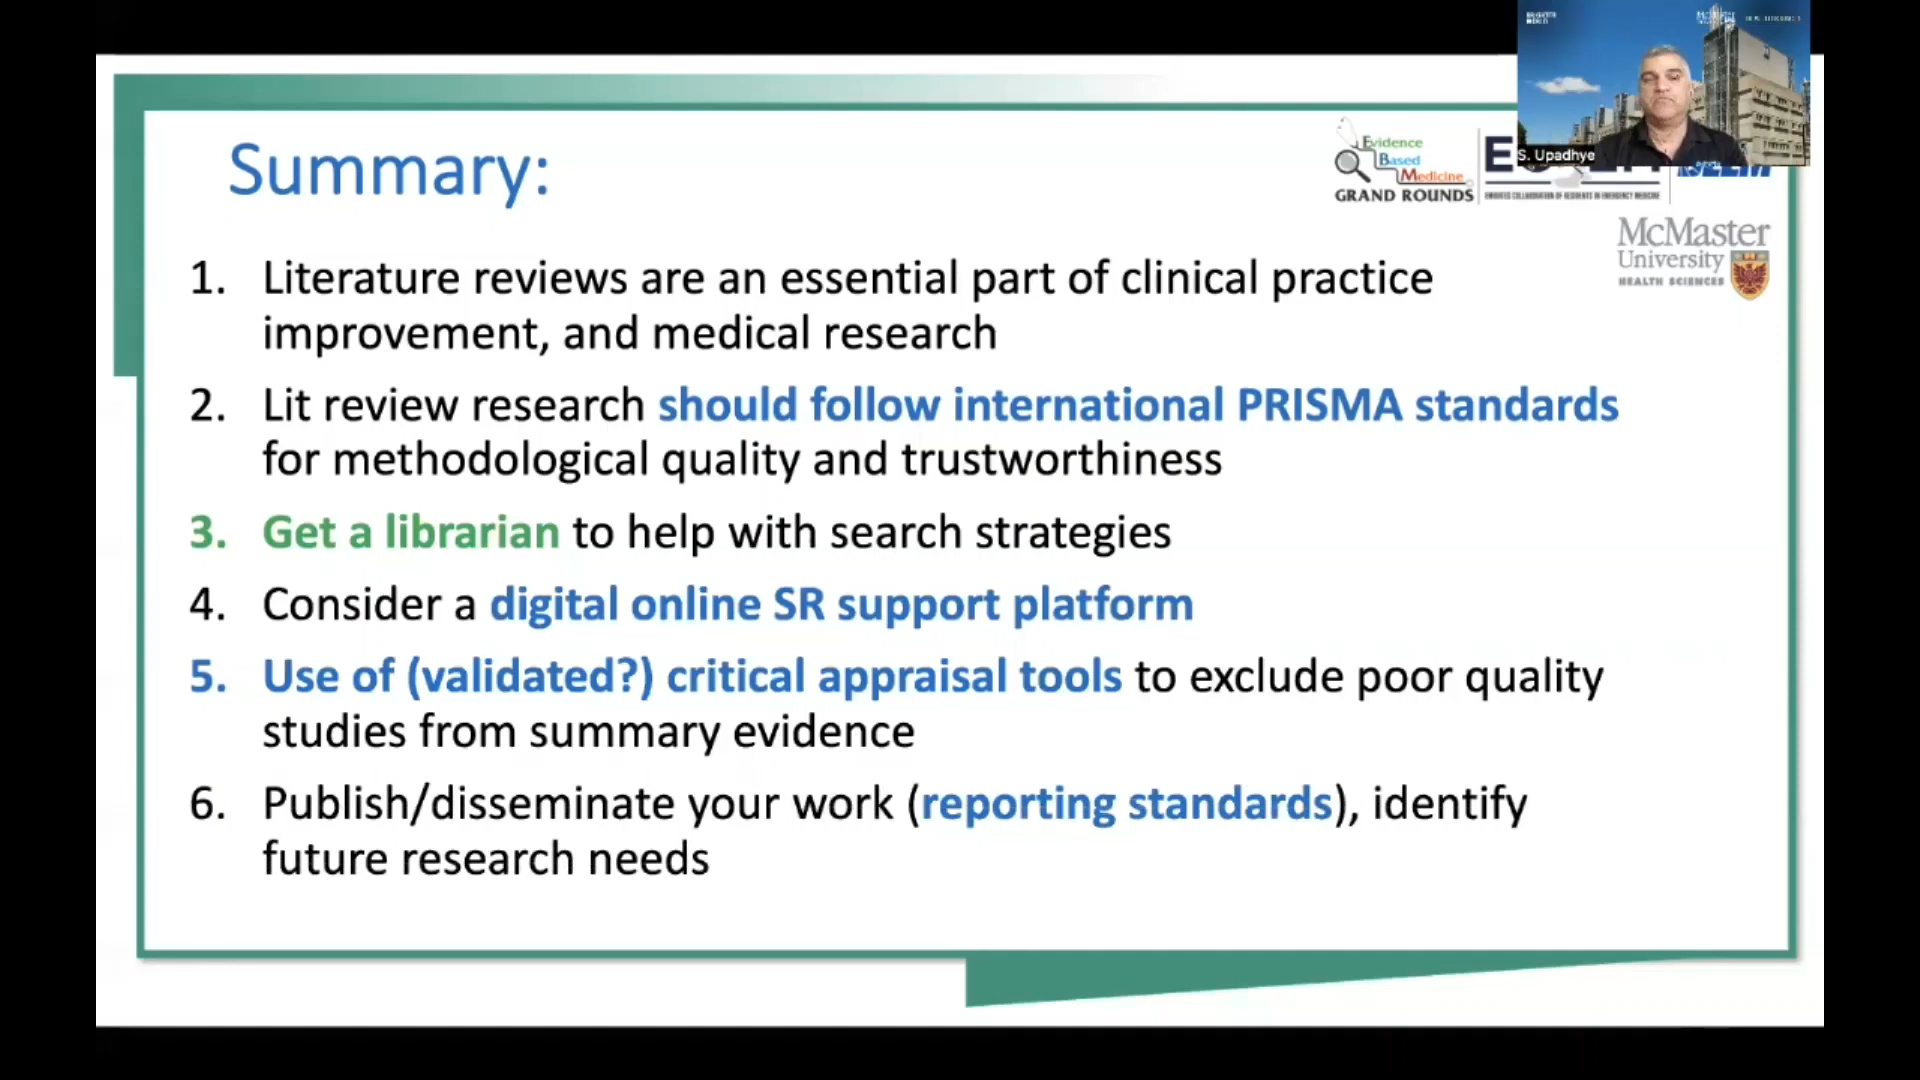 Summary:
Evidence
Based
Medicine
GRAND ROUNDS
S. Upadhye
McMaster
University
HEALTH SCIENCES
1. Literature reviews are an essential part of clinical practice
improvement, and medical research
2. Lit review research should follow international PRISMA standards
for methodological quality and trustworthiness
3. Get a librarian to help with search strategies
4. Consider a digital online SR support platform
5. Use of (validated?) critical appraisal tools to exclude poor quality
studies from summary evidence
6. Publish/disseminate your work (reporting standards), identify
future research needs